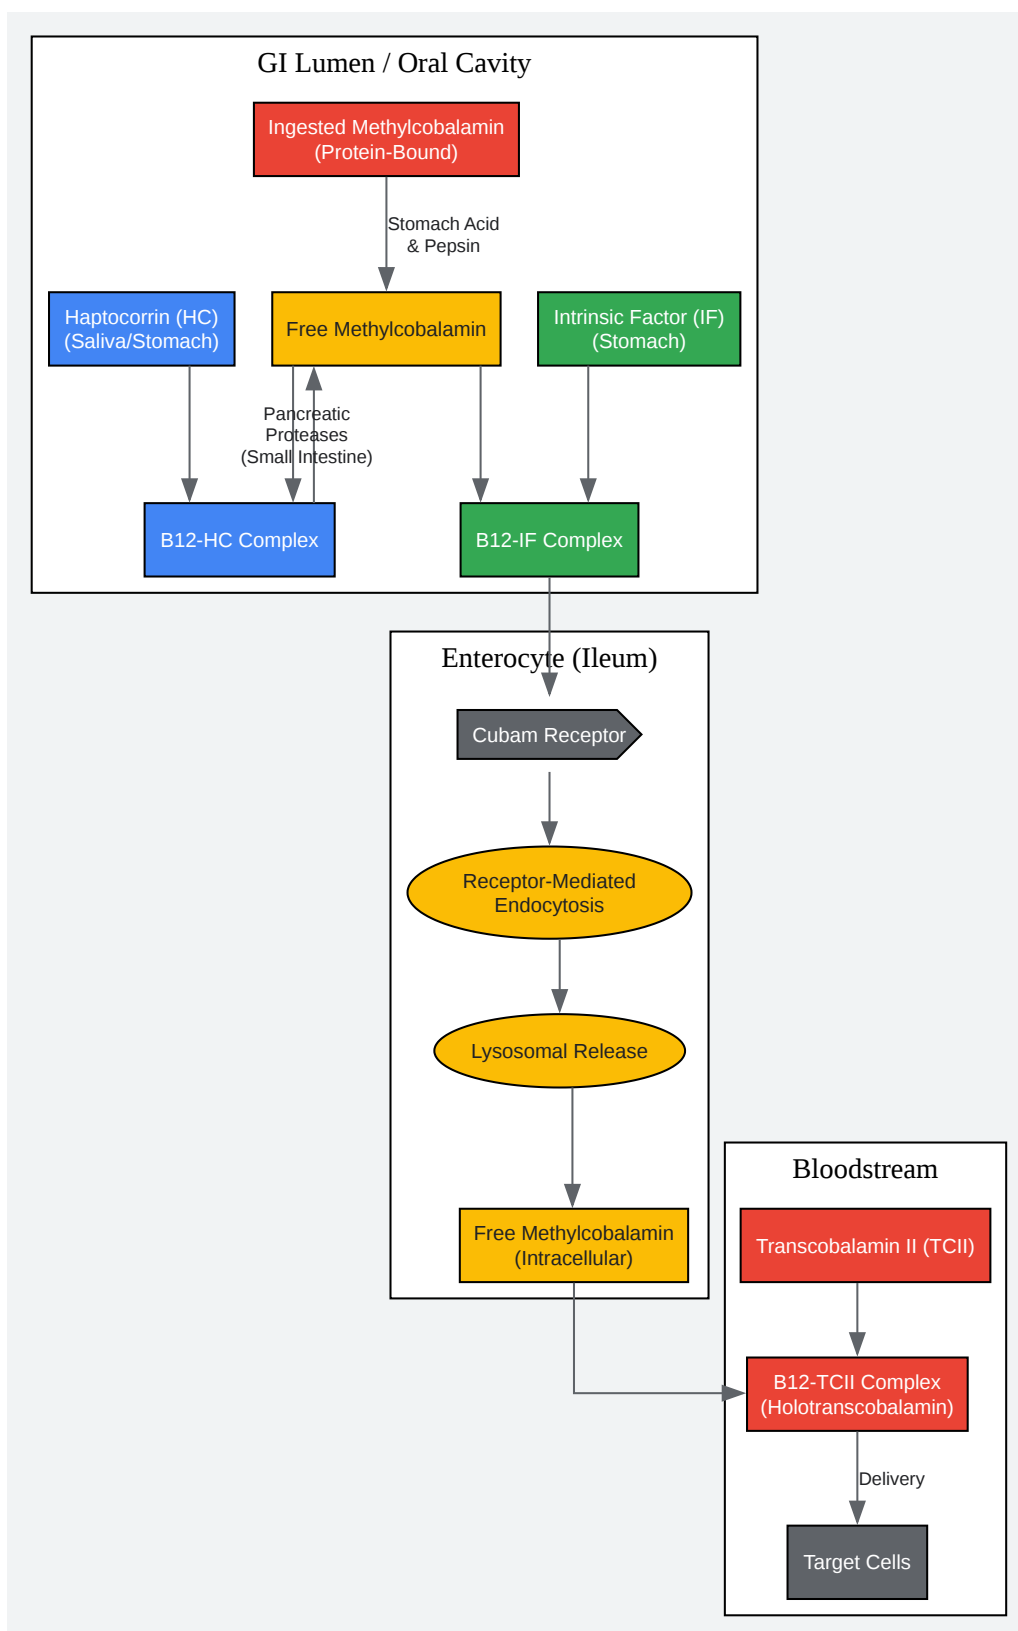 GI Lumen / Oral Cavity
Ingested Methylcobalamin
(Protein-Bound)
Stomach Acid
& Pepsin
Haptocorrin (HC)
(Saliva/Stomach)
Free Methylcobalamin
Intrinsic Factor (IF)
(Stomach)
Pancreatic
Proteases
(Small Intestine)
B12-HC Complex
B12-IF Complex
Enterocyte (Ileum)
Cubam Receptor
Receptor-Mediated
Endocytosis
Lysosomal Release
Free Methylcobalamin
(Intracellular)
Bloodstream
Transcobalamin II (TCII)
B12-TCII Complex
(Holotranscobalamin)
Delivery
Target Cells